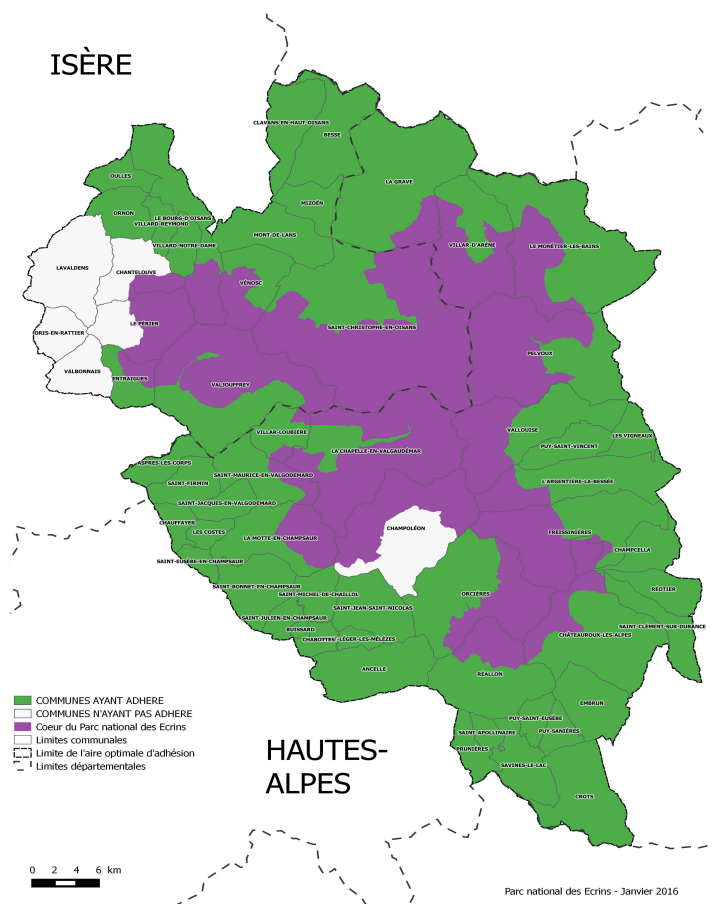 ISÈRE
CLAVANS-EN-HAUT-OISANS
BESSE
OULLES
LA GRAVE
MIZOËN
ORNON
LE BOURG-D'OISANS
VILLARD-REYMOND
MONT-DE-LANS
VILLAR-D'ARÈNE
LE MONÊTIER-LES-BAINS
VILLARD-NOTRE-DAME
LAVALDENS
CHANTELOUVE
VÉNOSC
LE PÉRIER
SAINT-CHRISTOPHE-EN-OISANS
ORIS-EN-RATTIER
PELVOUX
VALBONNAIS
ENTRAIGUES
VALJOUFFREY
VILLAR-LOUBIÈRE
VALLOUISE
LES VIGNEAUX
PUY-SAINT-VINCENT
LA CHAPELLE-EN-VALGAUDÉMAR
ASPRES-LÈS-CORPS
SAINT-MAURICE-EN-VALGODEMARD
SAINT-FIRMIN
L'ARGENTIÈRE-LA-BESSÉE
SAINT-JACQUES-EN-VALGODEMARD
CHAUFFAYER
LES COSTES
CHAMPOLÉON
FREISSINIÈRES
LA MOTTE-EN-CHAMPSAUR
CHAMPCELLA
SAINT-EUSÈBE-EN-CHAMPSAUR
SAINT-BONNET-EN-CHAMPSAUR
SAINT-MICHEL-DE-CHAILLOL
ORCIÈRES
RÉOTIER
SAINT-JEAN-SAINT-NICOLAS
SAINT-JULIEN-EN-CHAMPSAUR
BUISSARD
SAINT-CLÉMENT-SUR-DURANCE
CHÂTEAUROUX-LES-ALPES
CHABOTTES
-LÉGER-LES-MÉLÈZES
ANCELLE
RÉALLON
EMBRUN
PUY-SAINT-EUSÈBE
SAINT-APOLLINAIRE
PUY-SANIÈRES
PRUNIÈRES
SAVINES-LE-LAC
CROTS
COMMUNES AYANT ADHERE
COMMUNES N'AYANT PAS ADHERE
Coeur du Parc national des Ecrins
Limites communales
Limite de l'aire optimale d'adhésion
Limites départementales
HAUTES-
ALPES
0 2 4 6 km
Parc national des Ecrins - Janvier 2016